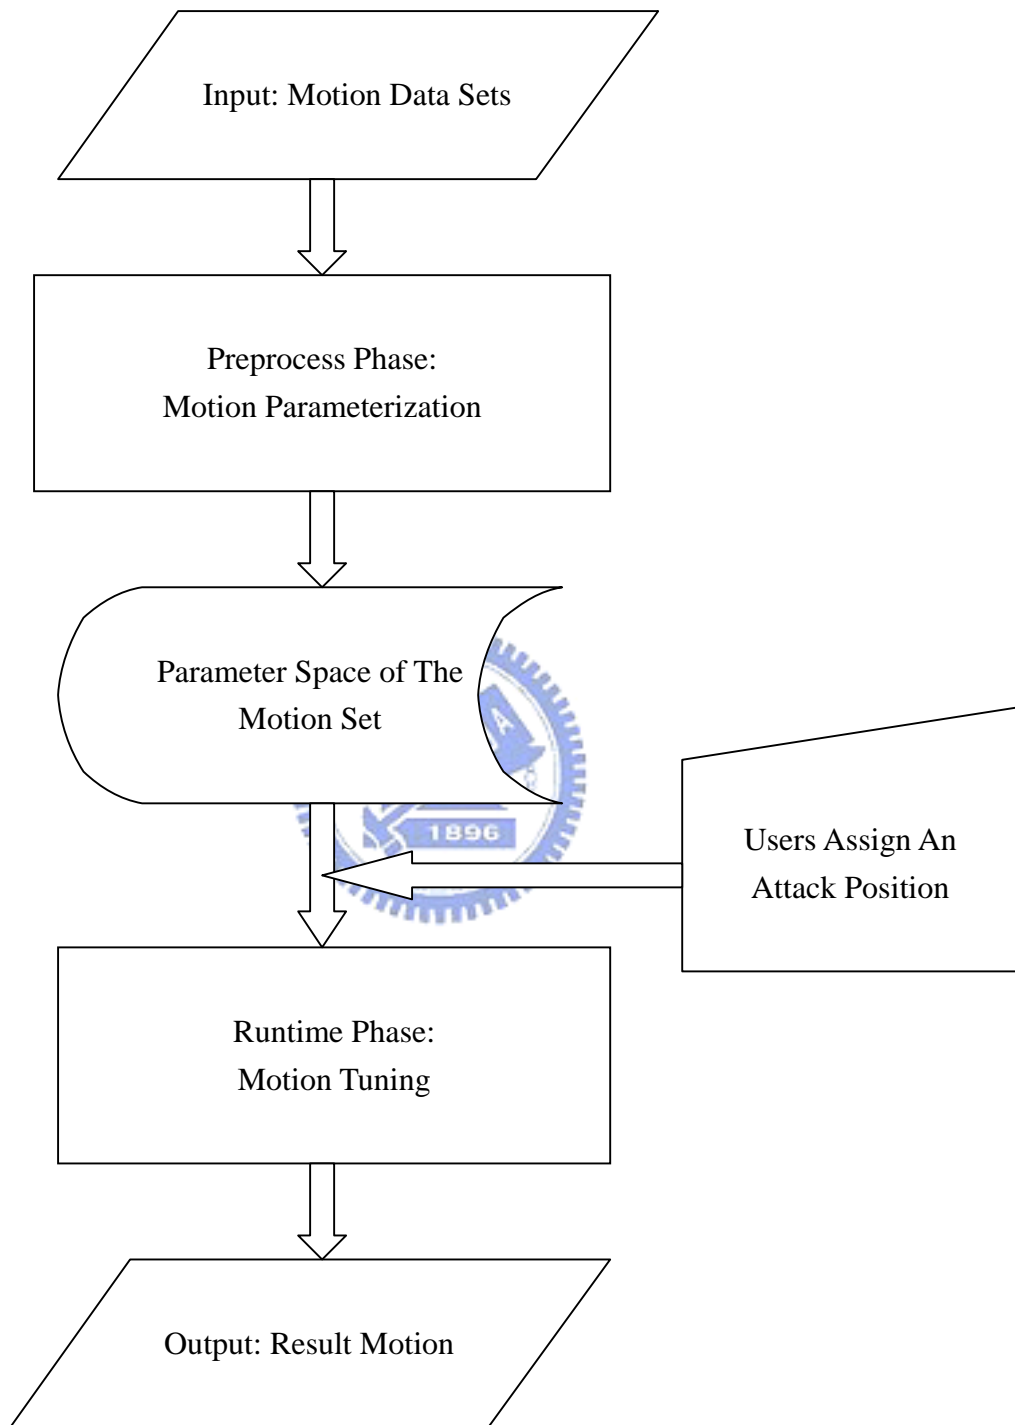 Input: Motion Data Sets
Preprocess Phase:
Motion Parameterization
Parameter Space of The
Motion Set
A
1896
Users Assign An
Attack Position
Runtime Phase:
Motion Tuning
Output: Result Motion